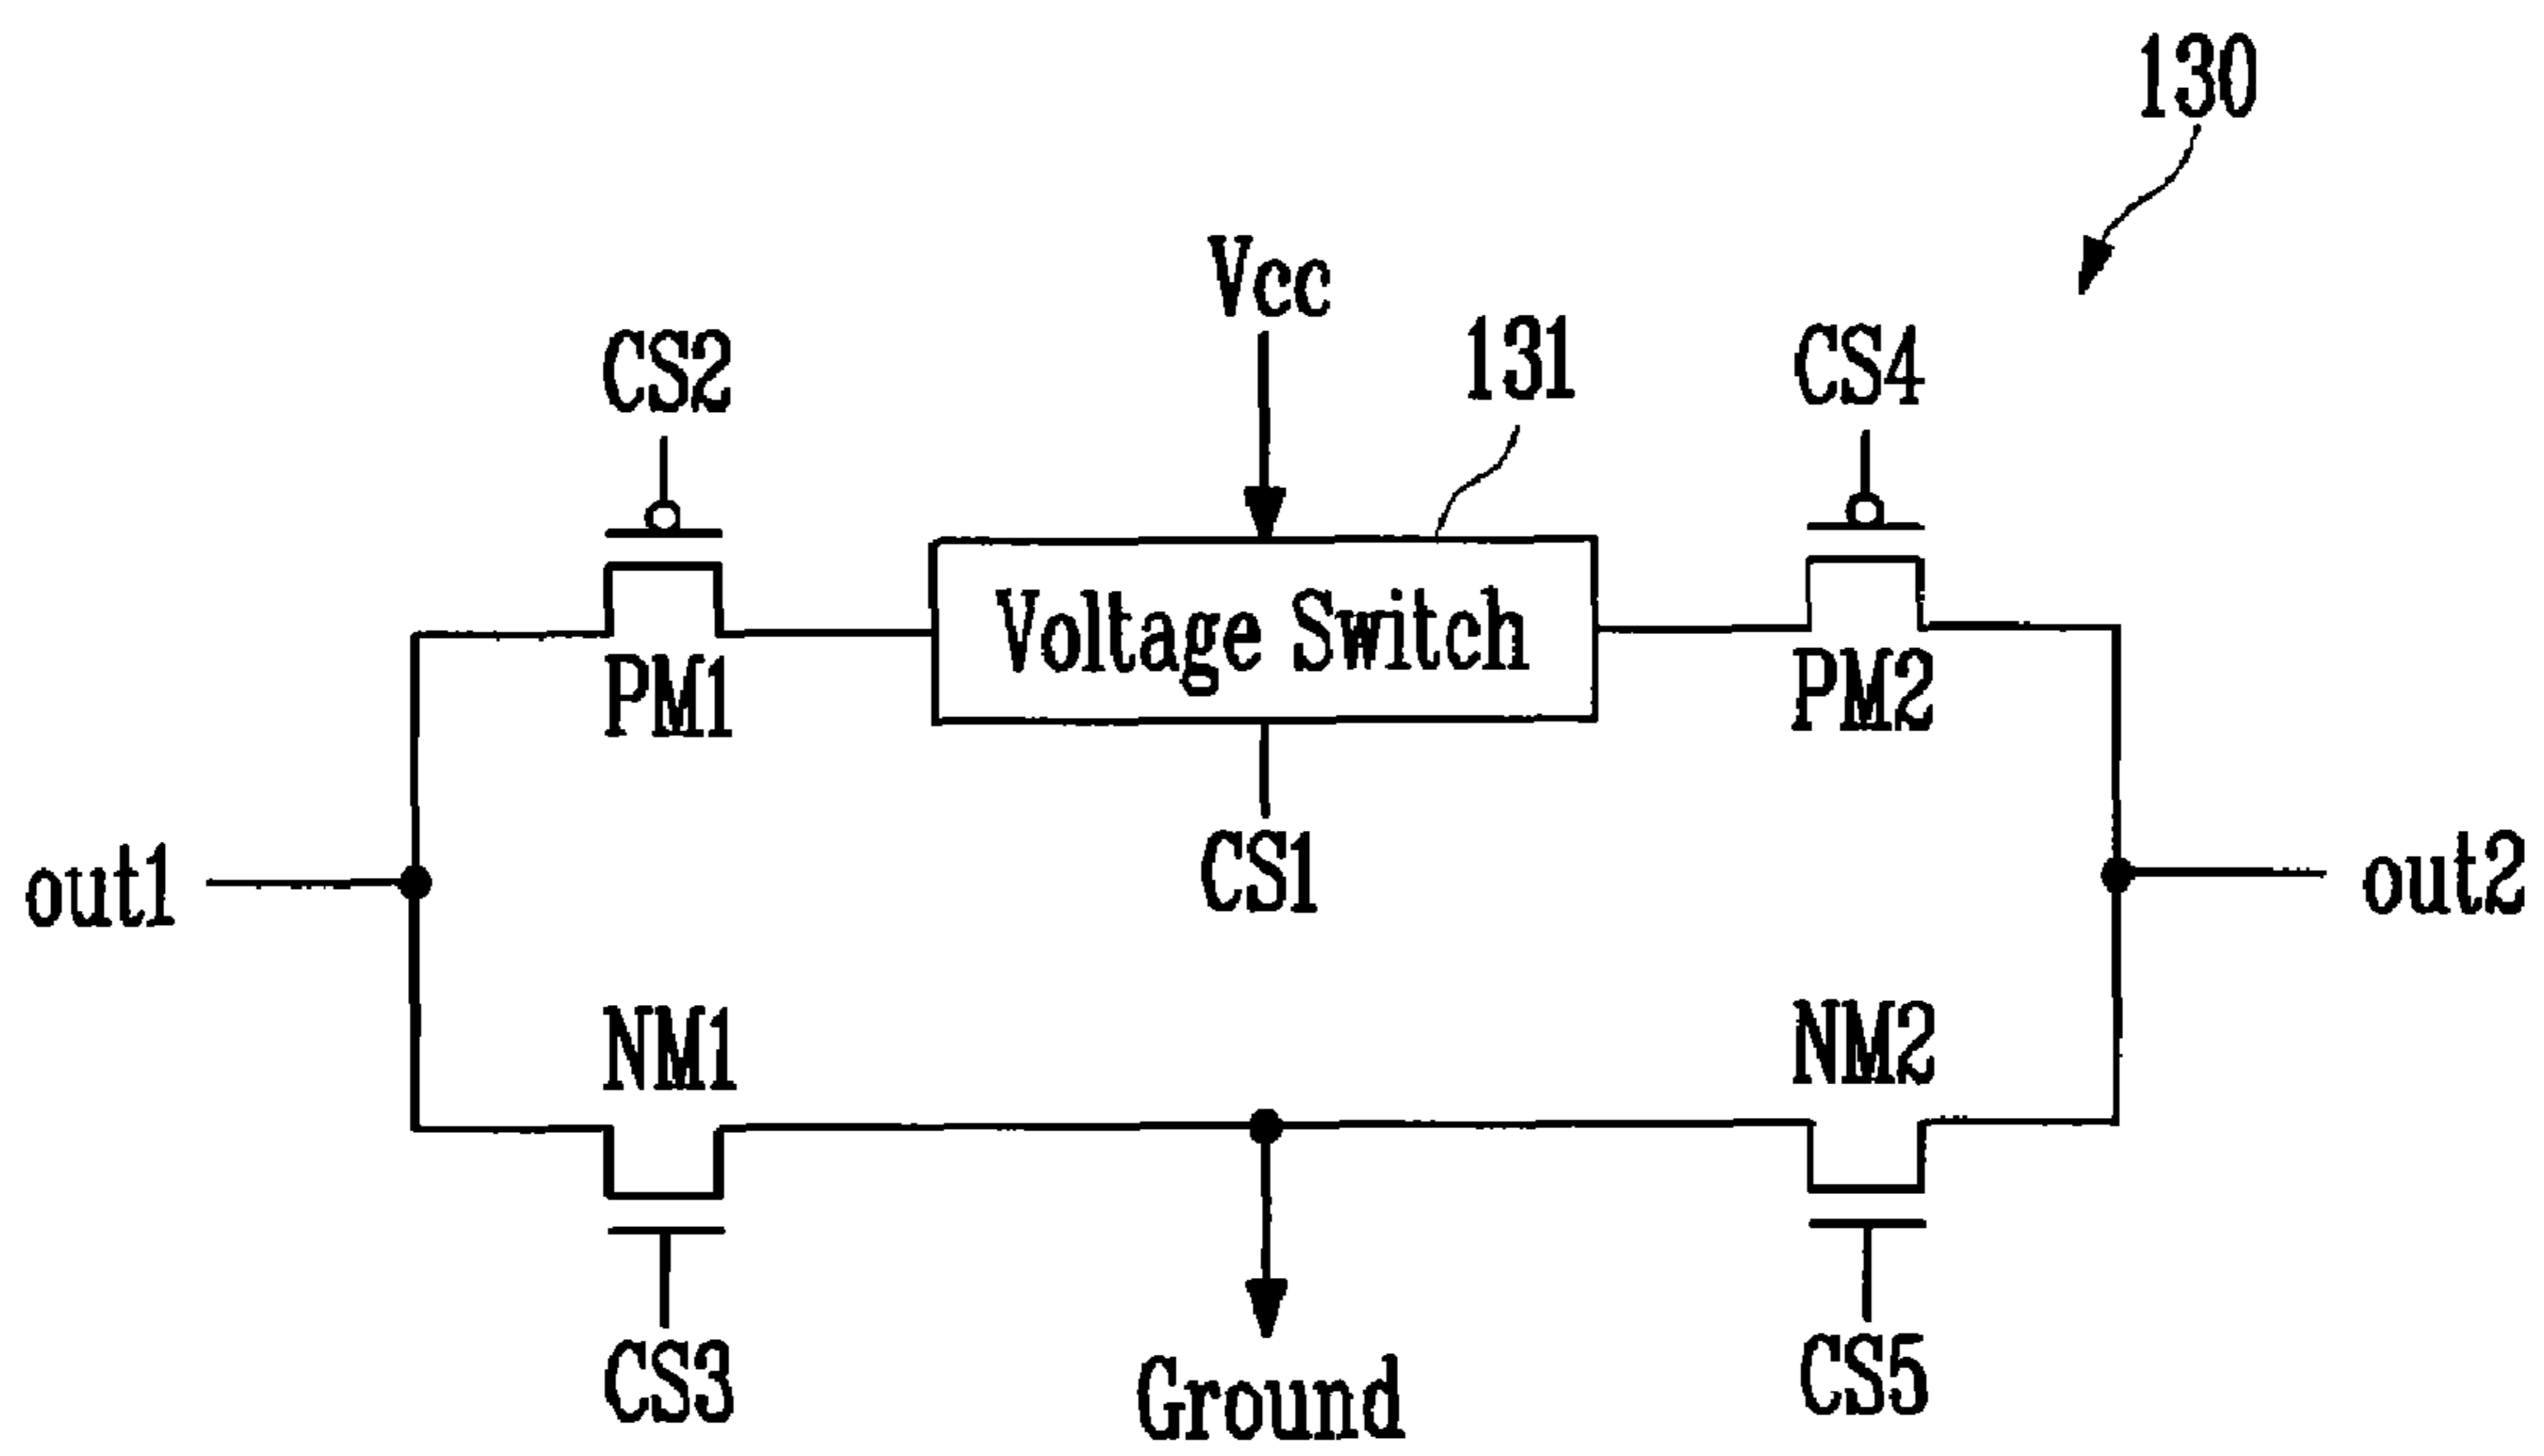 130
Vcc
CS2
131
CS4
Voltage Switch
PM1
PM2
CS1
out1
out2
NM1
NM2
CS3
CS5
Ground